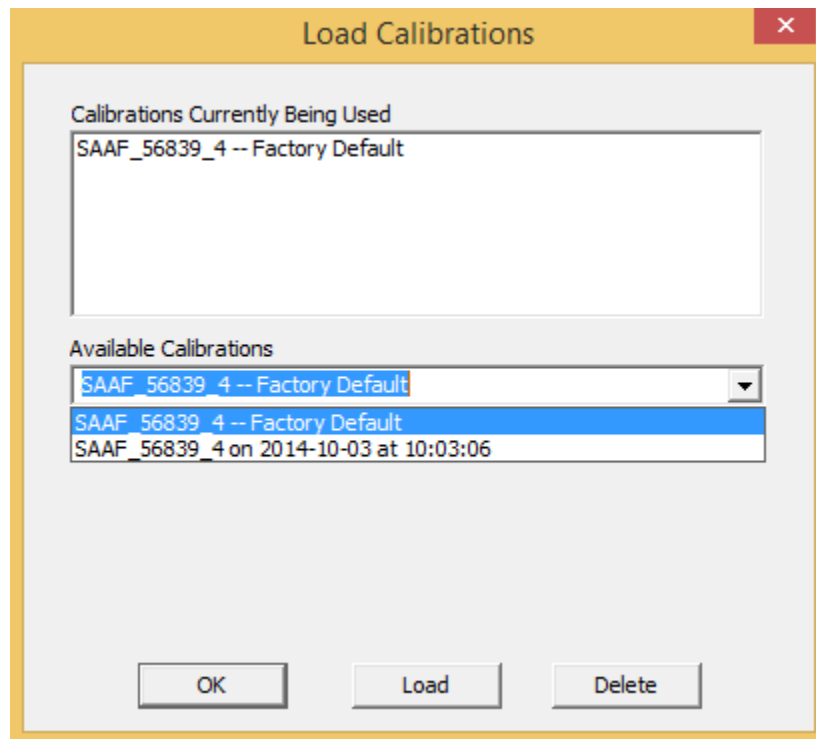 Load Calibrations
Calibrations Currently Being Used
SAAF_56839_4 -- Factory Default
Available Calibrations
SAAF_56839_4 -- Factory Default
SAAF_56839_4 -- Factory Default
SAAF_56839_4 on 2014-10-03 at 10:03:06
OK Load Delete